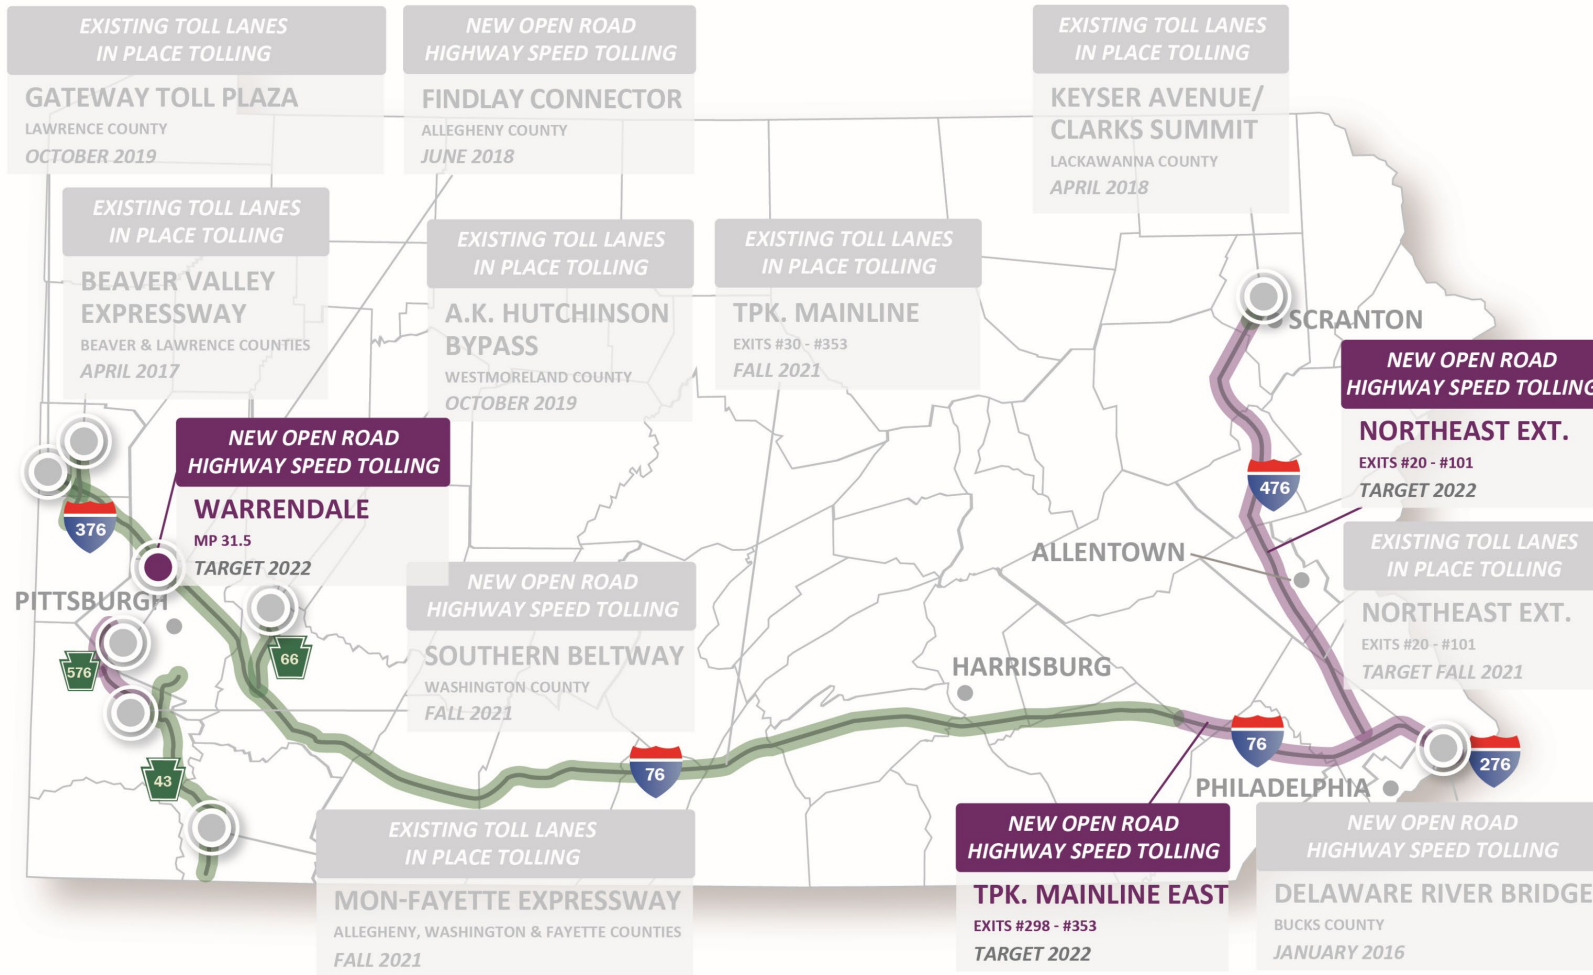 EXISTING TOLL LANES
IN PLACE TOLLING
GATEWAY TOLL PLAZA
LAWRENCE COUNTY
OCTOBER 2019
NEW OPEN ROAD
HIGHWAY SPEED TOLLING
FINDLAY CONNECTOR
ALLEGHENY COUNTY
JUNE 2018
EXISTING TOLL LANES
IN PLACE TOLLING
KEYSER AVENUE/
CLARKS SUMMIT
LACKAWANNA COUNTY
APRIL 2018
EXISTING TOLL LANES
IN PLACE TOLLING
BEAVER VALLEY
EXPRESSWAY
BEAVER & LAWRENCE COUNTIES
APRIL 2017
EXISTING TOLL LANES
IN PLACE TOLLING
A.K. HUTCHINSON
BYPASS
WESTMORELAND COUNTY
OCTOBER 2019
EXISTING TOLL LANES
IN PLACE TOLLING
TPK. MAINLINE
EXITS #30 - #353
FALL 2021
SCRANTON
NEW OPEN ROAD
HIGHWAY SPEED TOLLING
NORTHEAST EXT.
EXITS #20 - #101
TARGET 2022
NEW OPEN ROAD
HIGHWAY SPEED TOLLING
WARRENDALE
MP 31.5
TARGET 2022
376
476
ALLENTOWN
EXISTING TOLL LANES
IN PLACE TOLLING
NORTHEAST EXT.
EXITS #20 - #101
TARGET FALL 2021
PITTSBURGH
576
66
NEW OPEN ROAD
HIGHWAY SPEED TOLLING
SOUTHERN BELTWAY
WASHINGTON COUNTY
FALL 2021
HARRISBURG
43
76
76
276
PHILADELPHIA
EXISTING TOLL LANES
IN PLACE TOLLING
MON-FAYETTE EXPRESSWAY
ALLEGHENY, WASHINGTON & FAYETTE COUNTIES
FALL 2021
NEW OPEN ROAD
HIGHWAY SPEED TOLLING
TPK. MAINLINE EAST
EXITS #298 - #353
TARGET 2022
NEW OPEN ROAD
HIGHWAY SPEED TOLLING
DELAWARE RIVER BRIDGE
BUCKS COUNTY
JANUARY 2016